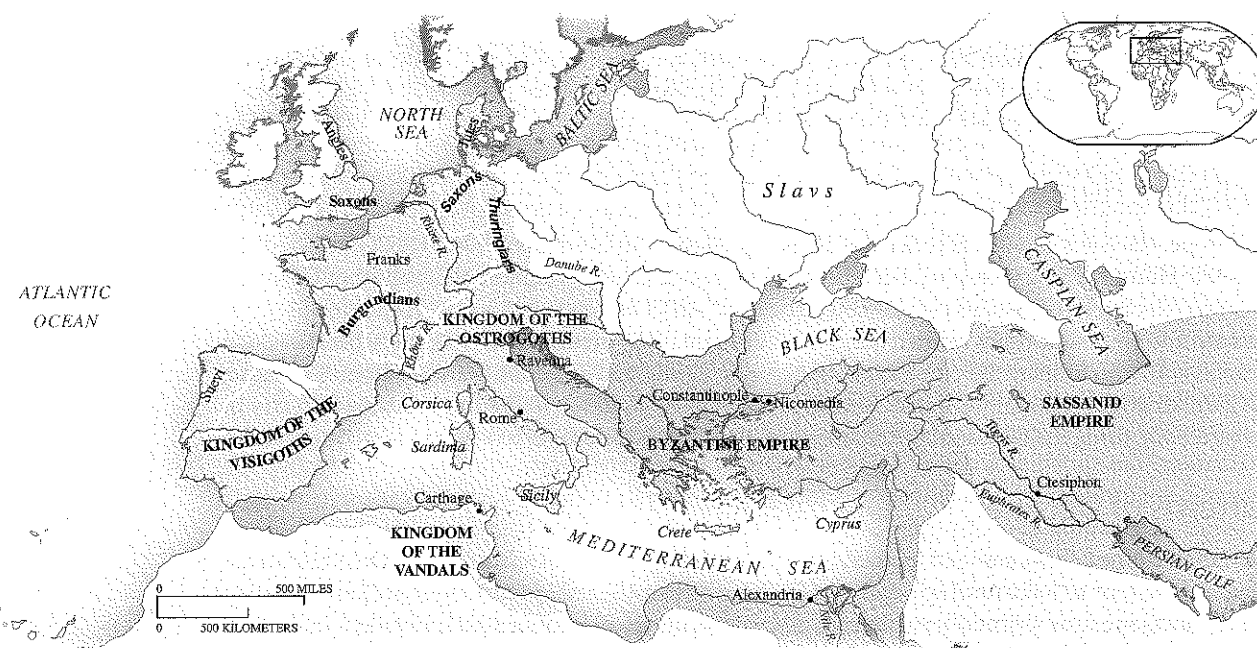 NORTH
SEA
BALTIC SEA
Jutes
Angles
Saxons
Saxons
Thuringians
Slavs
Rhine R.
Franks
Danube R.
ATLANTIC
OCEAN
Burgundians
KINGDOM OF THE
OSTROGOTHS
Rhône R.
Ravenna
BLACK SEA
CASPIAN SEA
Suevi
Corsica
Rome
Constantinople
Nicomedia
SASSANID
EMPIRE
KINGDOM OF THE
VISIGOTHS
Sardinia
BYZANTINE EMPIRE
Tigris R.
Ctesiphon
Carthage
Sicily
Euphrates R.
Crete
Cyprus
KINGDOM
OF THE
VANDALS
MEDITERRANEAN SEA
PERSIAN GULF
Alexandria
Nile R.
0 500 MILES
0 500 KILOMETERS